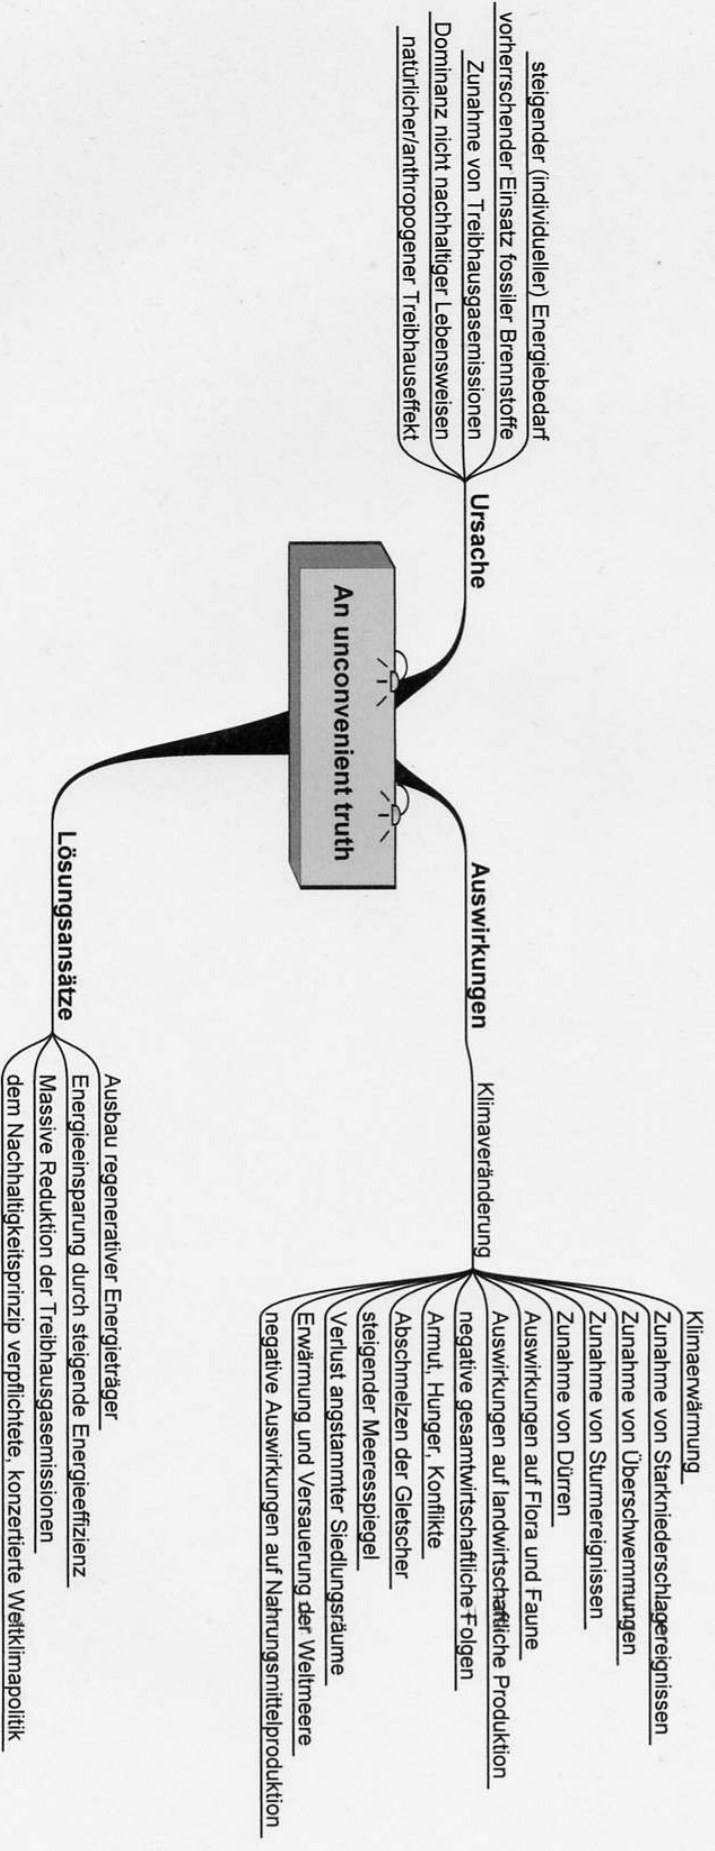 An unconvenient truth
Ursache
steigender (individueller) Energiebedarf
vorherrschender Einsatz fossiler Brennstoffe
Zunahme von Treibhausgasemissionen
Dominanz nicht nachhaltiger Lebensweisen
natürlicher/anthropogener Treibhauseffekt
Auswirkungen
Klimaveränderung
Klimaerwärmung
Zunahme von Starkniederschlagereignissen
Zunahme von Überschwemmungen
Zunahme von Sturmereignissen
Zunahme von Dürren
Auswirkungen auf Flora und Faune
Auswirkungen auf landwirtschaftliche Produktion
negative gesamtwirtschaftliche Folgen
Armut, Hunger, Konflikte
Abschmelzen der Gletscher
steigender Meeresspiegel
Verlust angstammter Siedlungsräume
Erwärmung und Versauerung der Weltmeere
negative Auswirkungen auf Nahrungsmittelproduktion
Lösungsansätze
Ausbau regenerativer Energieträger
Energieeinsparung durch steigende Energieeffizienz
Massive Reduktion der Treibhausgasemissionen
dem Nachhaltigkeitsprinzip verpflichtete, konzertierte Weltklimapolitik